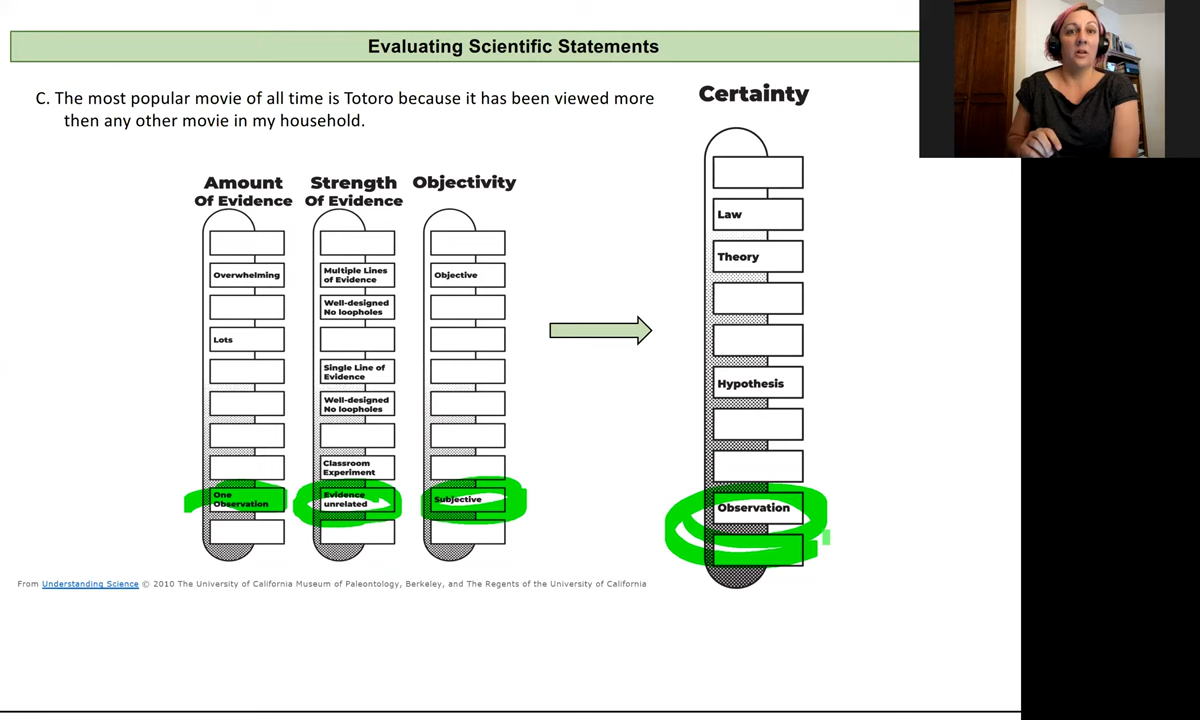 Evaluating Scientific Statements
C. The most popular movie of all time is Totoro because it has been viewed more
then any other movie in my household.
Amount
Of Evidence
Overwhelming
Lots
One
Observation
Strength
Of Evidence
Multiple Lines
of Evidence
Well-designed
No loopholes
Single Line of
Evidence
Well-designed
No loopholes
Classroom
Experiment
Evidence
unrelated
Objectivity
Objective
Subjective
Certainty
Law
Theory
Hypothesis
Observation
From Understanding Science © 2010 The University of California Museum of Paleontology, Berkeley, and The Regents of the University of California